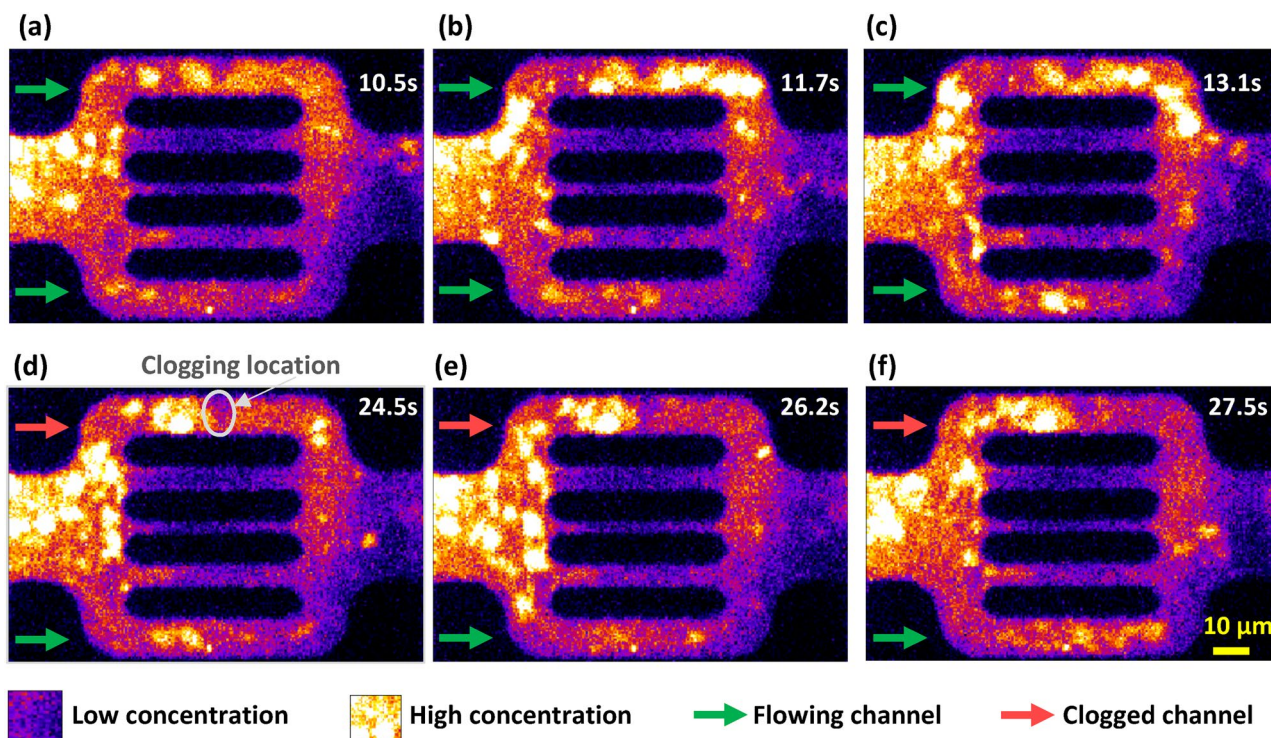 (a)
(b)
(c)
10.5s
11.7s
13.1s
(d)
Clogging location
(e)
(f)
24.5s
26.2s
27.5s
10 µm
Low concentration
High concentration
Flowing channel
Clogged channel